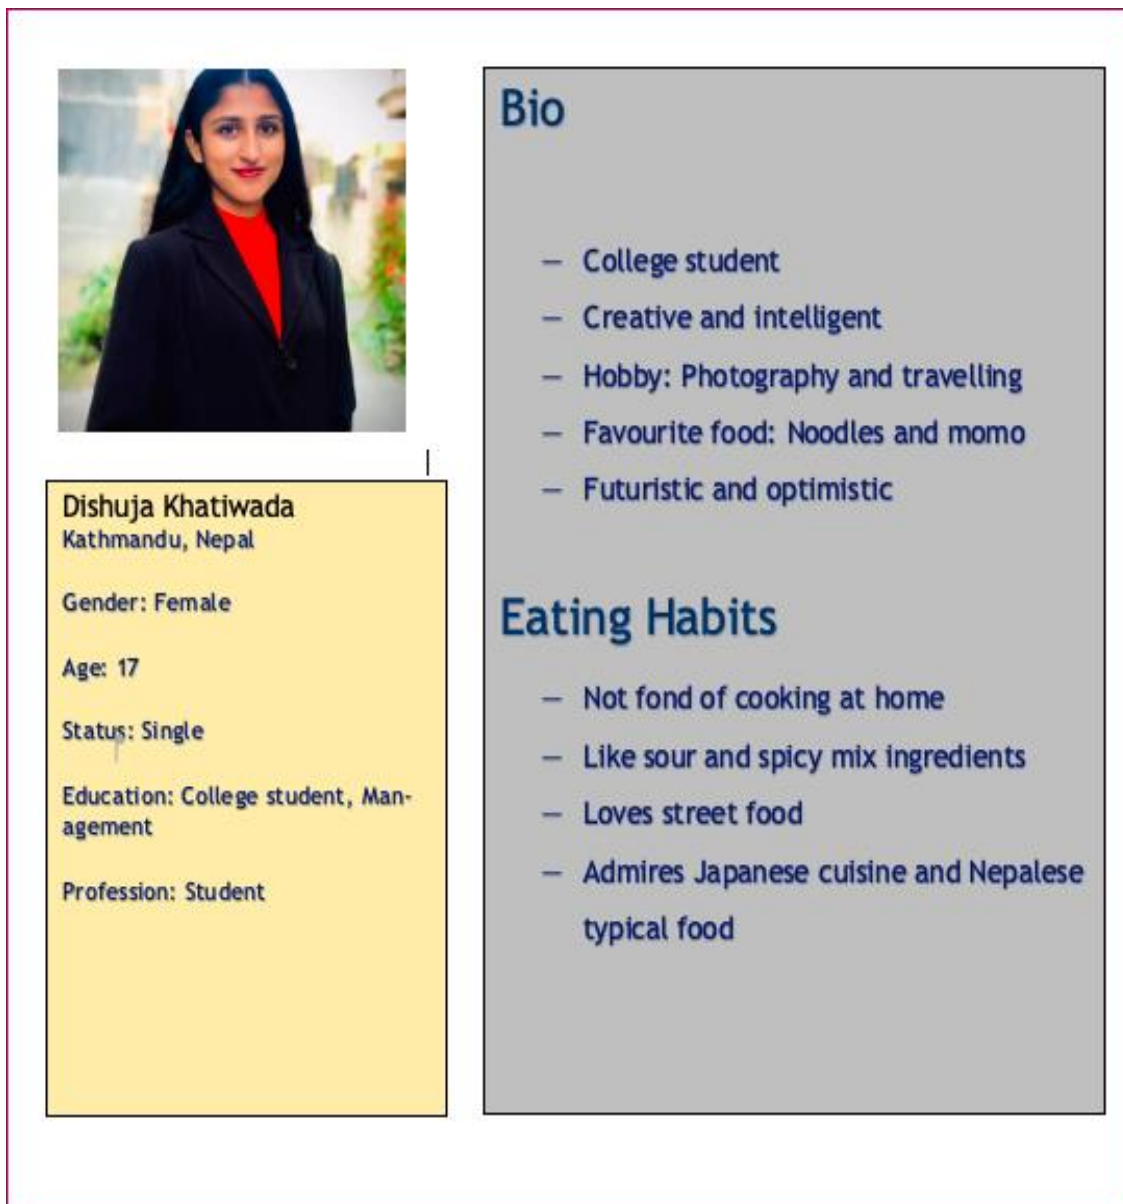 Dishuja Khatiwada
Kathmandu, Nepal
Gender: Female
Age: 17
Status: Single
Education: College student, Man-
agement
Profession: Student
Bio
– College student
– Creative and intelligent
– Hobby: Photography and travelling
– Favourite food: Noodles and momo
– Futuristic and optimistic
Eating Habits
– Not fond of cooking at home
– Like sour and spicy mix ingredients
– Loves street food
– Admires Japanese cuisine and Nepalese
typical food